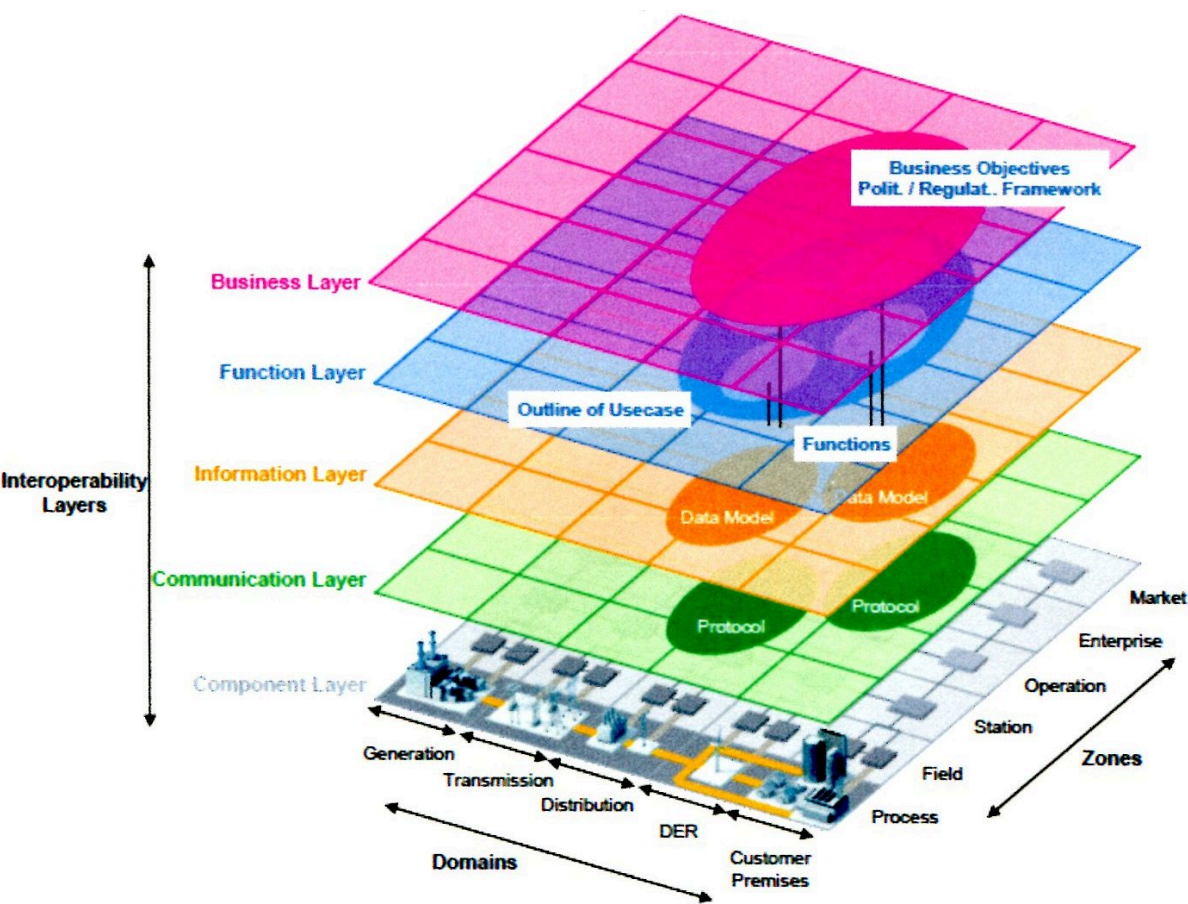 Business Objectives
Polit. / Regulat.. Framework
Business Layer
Function Layer
Outline of Usecase
Functions
Interoperability
Layers
Information Layer
Data Model
Data Model
Communication Layer
Protocol
Protocol
Component Layer
Market
Enterprise
Operation
Station
Field
Process
Zones
Generation
Transmission
Distribution
DER
Customer
Premises
Domains